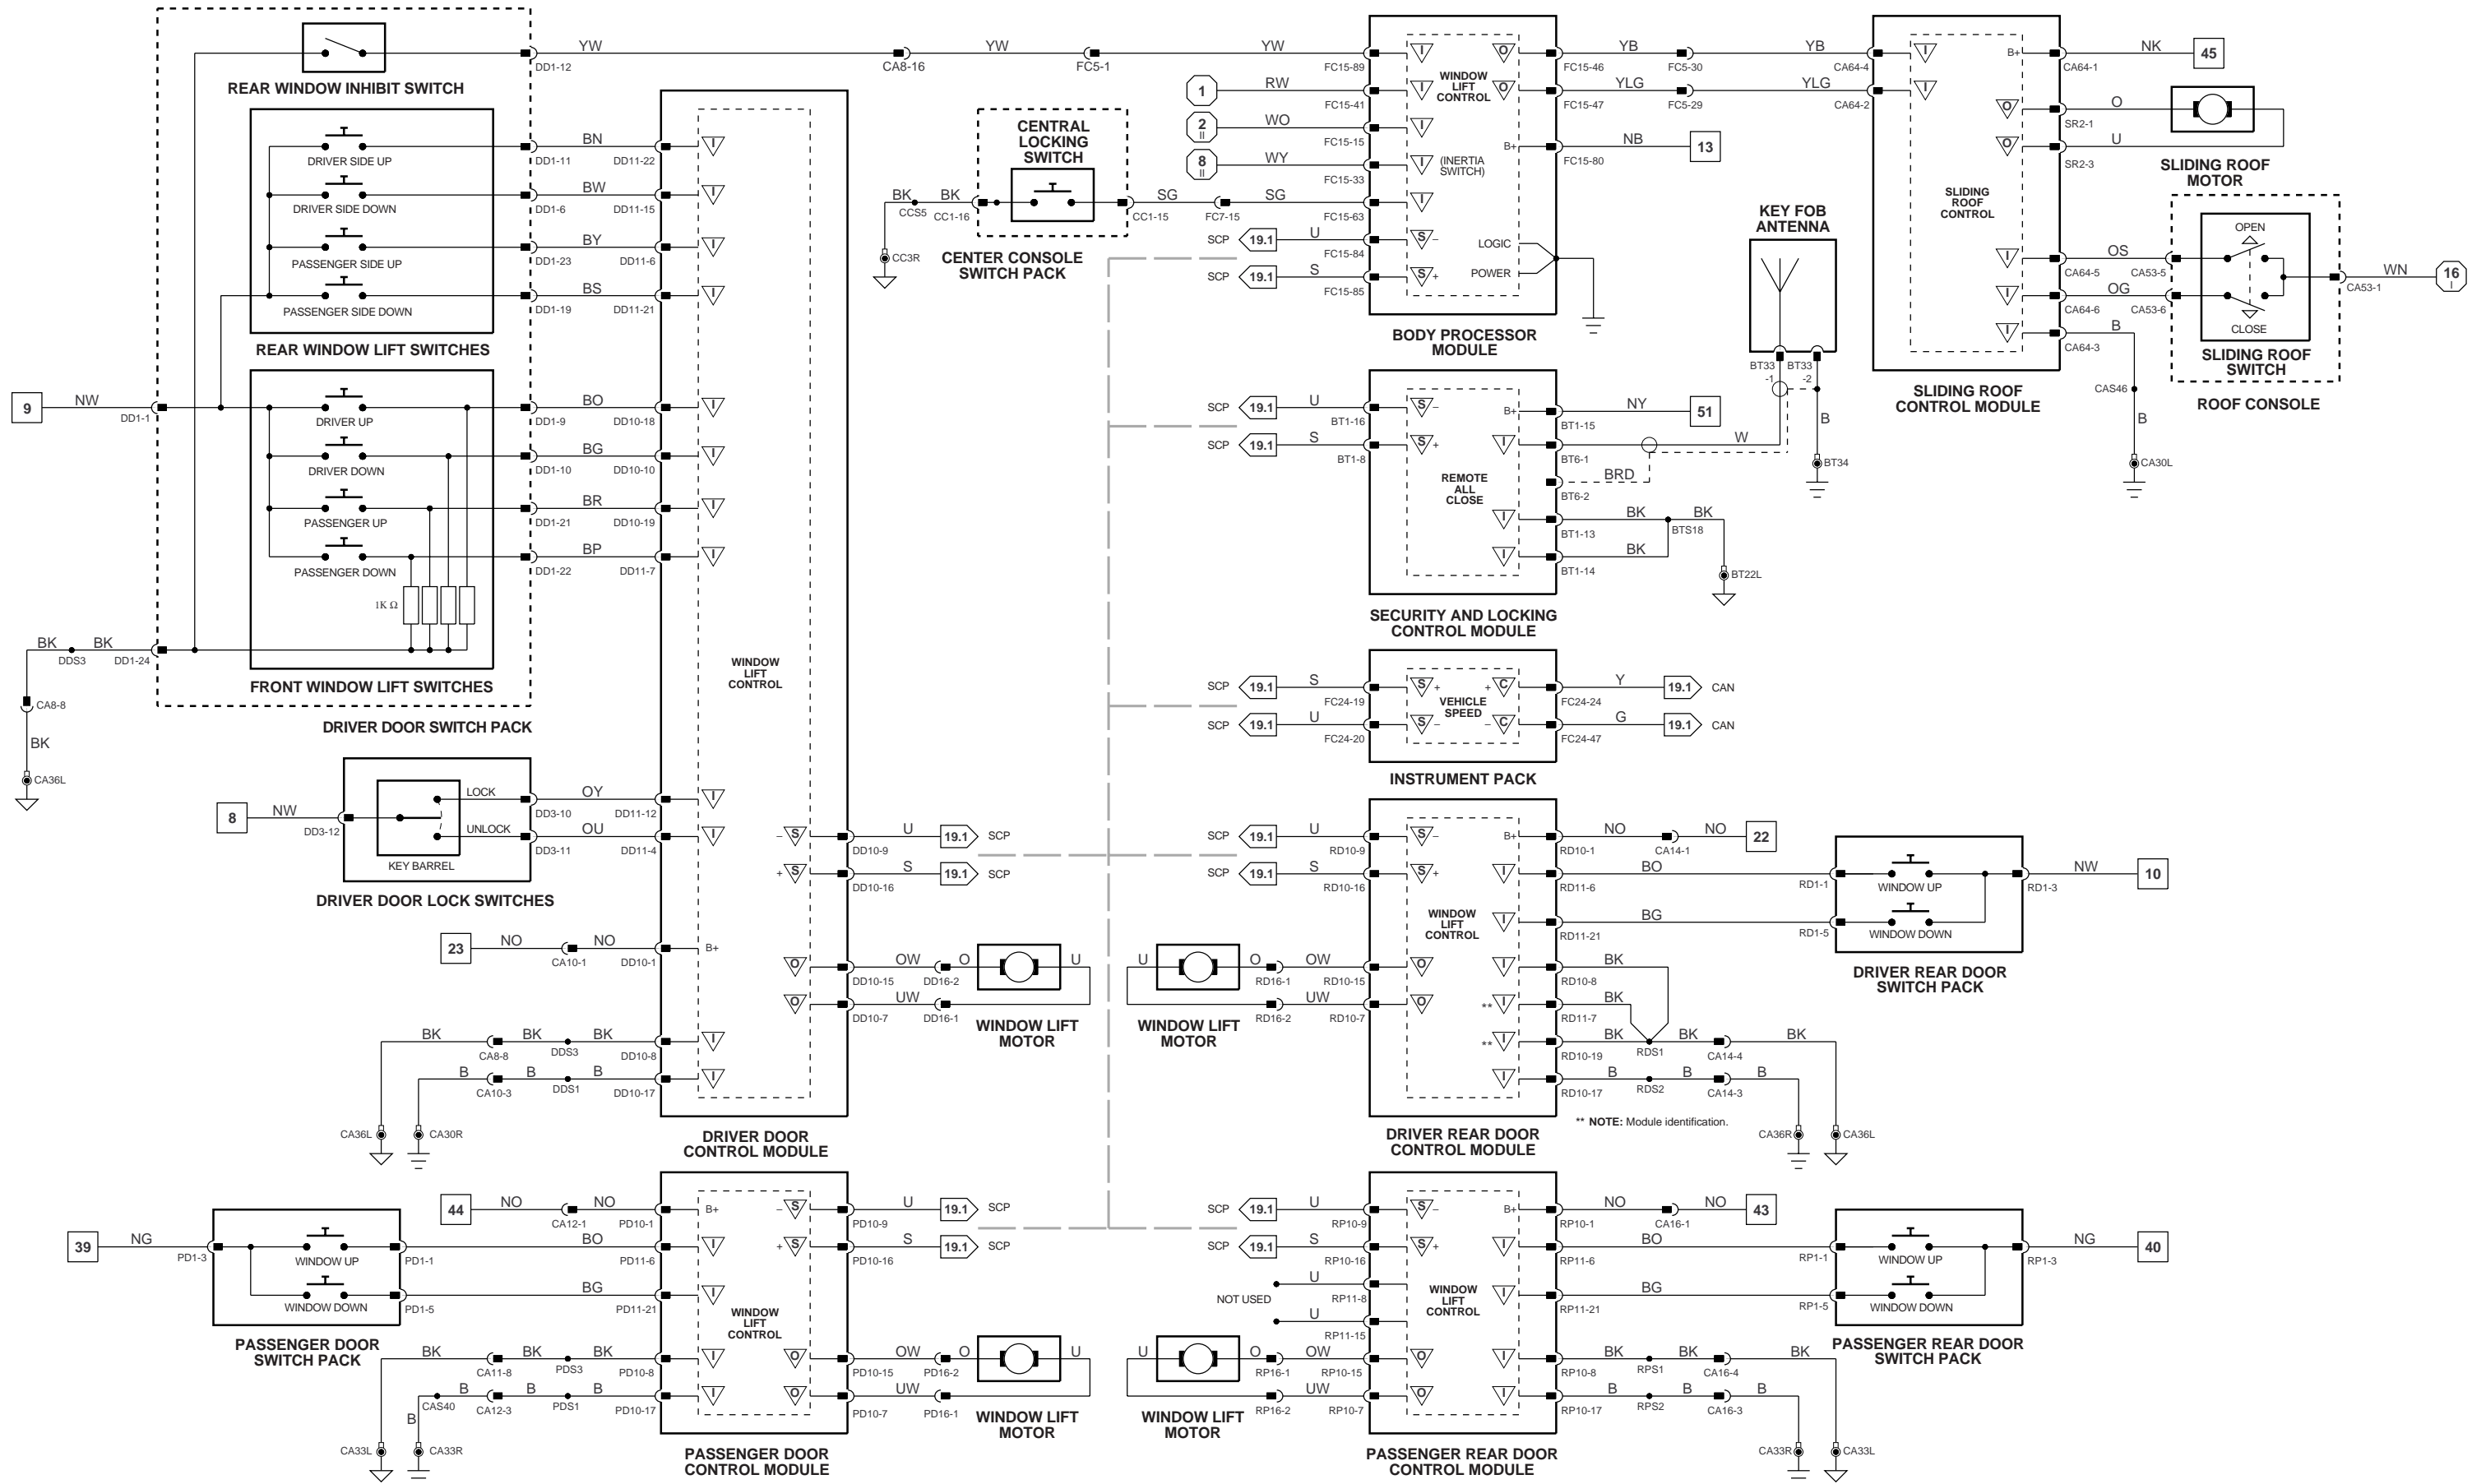 YW
DD1-12
CA8-16
YW
FC5-1
YW
FC15-89
REAR WINDOW INHIBIT SWITCH
DRIVER SIDE UP
DD1-11
BN
DD11-22
DRIVER SIDE DOWN
DD1-6
BW
DD11-15
PASSENGER SIDE UP
DD1-23
BY
DD11-6
PASSENGER SIDE DOWN
DD1-19
BS
DD11-21
REAR WINDOW LIFT SWITCHES
9
NW
DD1-1
DRIVER UP
DD1-9
BO
DD10-18
DRIVER DOWN
DD1-10
BG
DD10-10
PASSENGER UP
DD1-21
BR
DD10-19
PASSENGER DOWN
DD1-22
BP
DD11-7
1K Ω
BK
DDS3
BK
DD1-24
CA8-8
BK
CA36L
FRONT WINDOW LIFT SWITCHES
DRIVER DOOR SWITCH PACK
8
NW
DD3-12
LOCK
UNLOCK
KEY BARREL
DD3-10
OY
DD11-12
DD3-11
OU
DD11-4
DRIVER DOOR LOCK SWITCHES
23
NO
CA10-1
NO
DD10-1
B+
BK
CA8-8
BK
DDS3
BK
DD10-8
B
CA10-3
B
DDS1
B
DD10-17
CA36L
CA30R
I
I
I
I
I
I
I
I
I
I
I
I
WINDOW
LIFT
CONTROL
– S
DD10-9
U
19.1
SCP
+ S
DD10-16
S
19.1
SCP
O
DD10-15
OW
DD16-2
O
U
O
DD10-7
UW
DD16-1
WINDOW LIFT
MOTOR
DRIVER DOOR
CONTROL MODULE
39
NG
PD1-3
WINDOW UP
PD1-1
BO
PD11-6
WINDOW DOWN
PD1-5
BG
PD11-21
PASSENGER DOOR
SWITCH PACK
44
NO
CA12-1
NO
PD10-1
B+
BK
CA11-8
BK
PDS3
BK
PD10-8
B
CAS40
B
CA12-3
B
PDS1
B
PD10-17
CA33L
CA33R
I
I
I
I
WINDOW
LIFT
CONTROL
– S
PD10-9
U
19.1
SCP
+ S
PD10-16
S
19.1
SCP
O
PD10-15
OW
PD16-2
O
U
O
PD10-7
UW
PD16-1
WINDOW LIFT
MOTOR
PASSENGER DOOR
CONTROL MODULE
CENTRAL
LOCKING
SWITCH
BK
CCS5
BK
CC1-16
CC3R
CC1-15
SG
FC7-15
SG
FC15-63
CENTER CONSOLE
SWITCH PACK
1
RW
FC15-41
2
II
WO
FC15-15
8
II
WY
FC15-33
SCP
19.1
U
FC15-84
SCP
19.1
S
FC15-85
I
I
I
I
(INERTIA
SWITCH)
I
S –
S +
WINDOW
LIFT
CONTROL
O
O
B+
LOGIC
POWER
FC15-46
YB
FC5-30
YB
CA64-4
FC15-47
YLG
FC5-29
YLG
CA64-2
FC15-80
NB
13
BODY PROCESSOR
MODULE
SCP
19.1
U
BT1-16
S –
SCP
19.1
S
BT1-8
S +
REMOTE
ALL
CLOSE
B+
BT1-15
NY
51
I
BT6-1
W
BT6-2
BRD
I
BT1-13
BK
BTS18
BK
I
BT1-14
BK
BT22L
SECURITY AND LOCKING
CONTROL MODULE
KEY FOB
ANTENNA
BT33
-1
BT33
-2
B
BT34
SCP
19.1
S
FC24-19
S +
SCP
19.1
U
FC24-20
S –
VEHICLE
SPEED
+ C
FC24-24
Y
19.1
CAN
– C
FC24-47
G
19.1
CAN
INSTRUMENT PACK
I
I
SLIDING
ROOF
CONTROL
B+
CA64-1
NK
45
O
SR2-1
O
O
SR2-3
U
SLIDING ROOF
MOTOR
I
CA64-5
OS
CA53-5
I
CA64-6
OG
CA53-6
I
CA64-3
B
CAS46
B
CA30L
OPEN
CLOSE
SLIDING ROOF
SWITCH
CA53-1
WN
16
I
ROOF CONSOLE
SLIDING ROOF
CONTROL MODULE
SCP
19.1
U
RD10-9
S –
SCP
19.1
S
RD10-16
S +
WINDOW
LIFT
CONTROL
U
O
RD16-1
OW
RD10-15
O
RD16-2
UW
RD10-7
O
WINDOW LIFT
MOTOR
B+
RD10-1
NO
CA14-1
NO
22
I
RD11-6
BO
RD1-1
WINDOW UP
RD1-3
NW
10
I
RD11-21
BG
RD1-5
WINDOW DOWN
DRIVER REAR DOOR
SWITCH PACK
I
RD10-8
BK
** I
RD11-7
BK
** I
RD10-19
BK
RDS1
BK
CA14-4
BK
I
RD10-17
B
RDS2
B
CA14-3
B
** NOTE: Module identification.
CA36R
CA36L
DRIVER REAR DOOR
CONTROL MODULE
SCP
19.1
U
RP10-9
S –
SCP
19.1
S
RP10-16
S +
NOT USED
U
RP11-8
U
RP11-15
WINDOW
LIFT
CONTROL
U
O
RP16-1
OW
RP10-15
O
RP16-2
UW
RP10-7
O
WINDOW LIFT
MOTOR
B+
RP10-1
NO
CA16-1
NO
43
I
RP11-6
BO
RP1-1
WINDOW UP
RP1-3
NG
40
I
RP11-21
BG
RP1-5
WINDOW DOWN
PASSENGER REAR DOOR
SWITCH PACK
I
RP10-8
BK
RPS1
BK
CA16-4
BK
I
RP10-17
B
RPS2
B
CA16-3
B
CA33R
CA33L
PASSENGER REAR DOOR
CONTROL MODULE